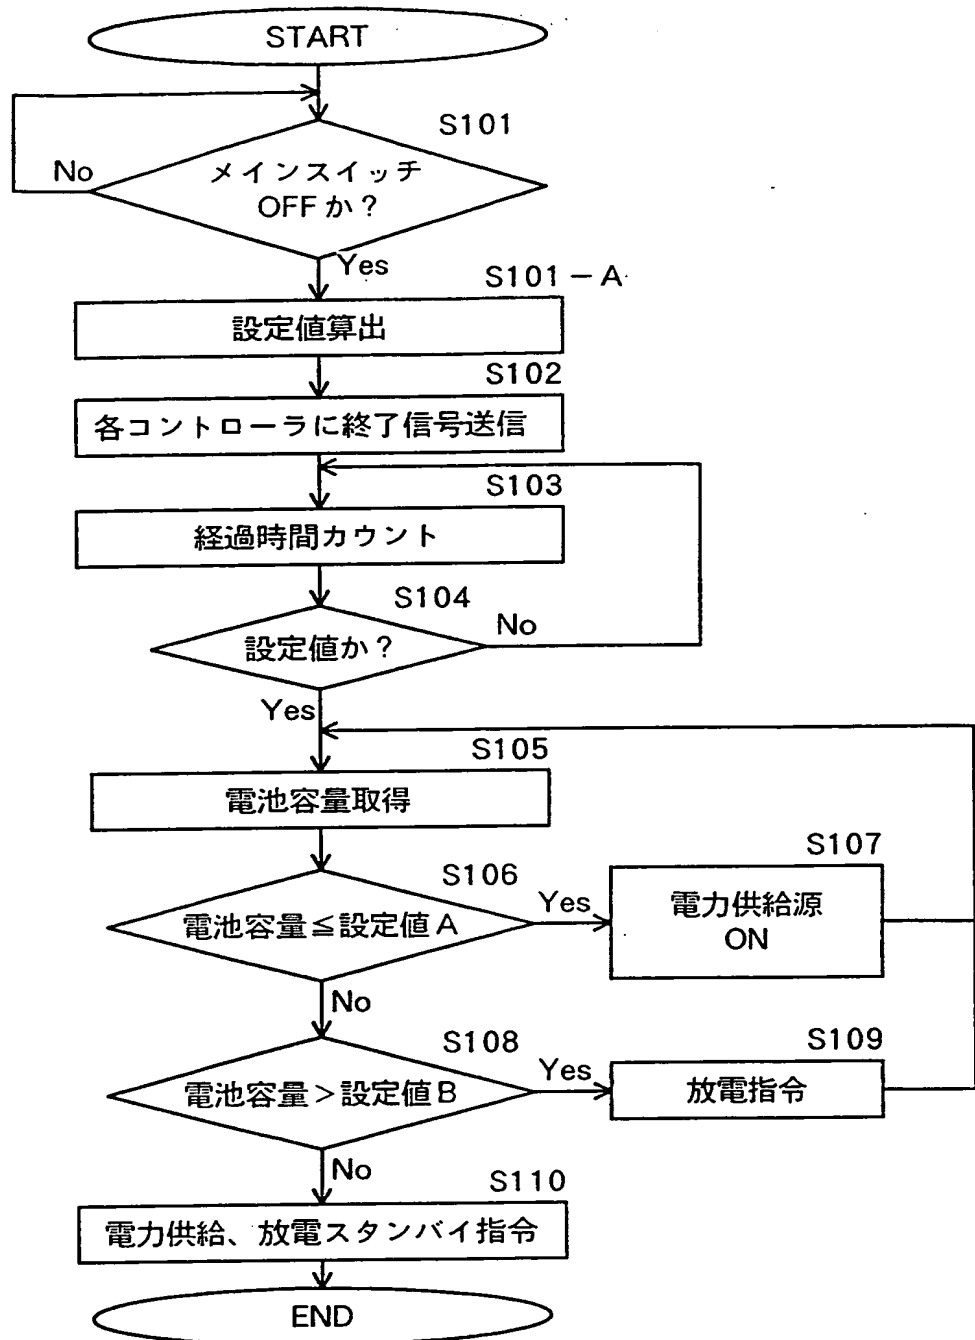 START
S101
No
メインスイッチ
OFFか？
Yes
S101－A
設定値算出
S102
各コントローラに終了信号送信
S103
経過時間カウント
S104
設定値か？
No
Yes
S105
電池容量取得
S106
電池容量≦設定値A
Yes
S107
電力供給源
ON
No
S108
電池容量＞設定値B
Yes
S109
放電指令
No
S110
電力供給、放電スタンバイ指令
END